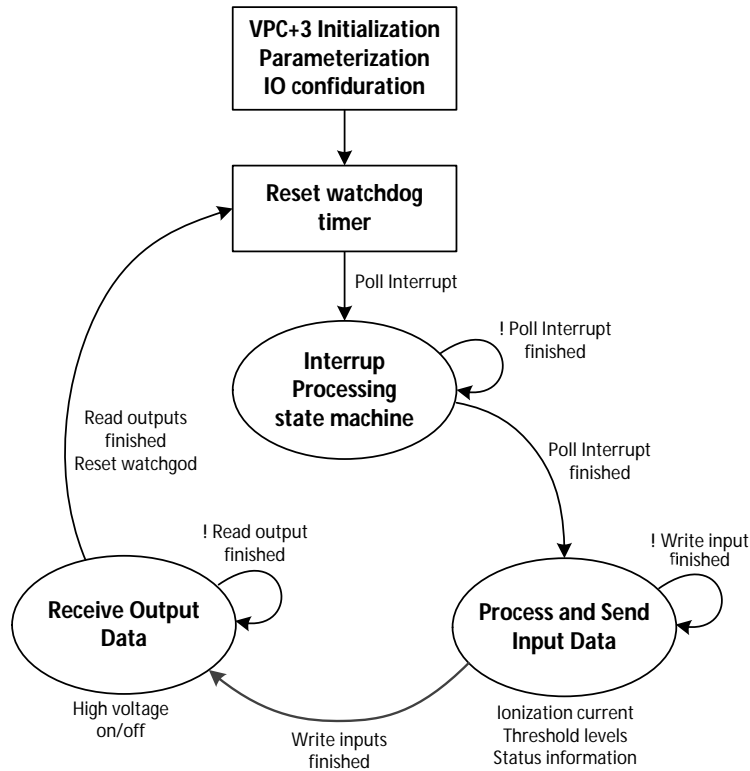 VPC+3 Initialization
Parameterization
IO confiduration
Reset watchdog
timer
Poll Interrupt
! Poll Interrupt
finished
Interrup
Processing
state machine
Read outputs
finished
Reset watchgod
Poll Interrupt
finished
! Read output
finished
! Write input
finished
Receive Output
Data
Process and Send
Input Data
High voltage
on/off
Write inputs
finished
Ionization current
Threshold levels
Status information